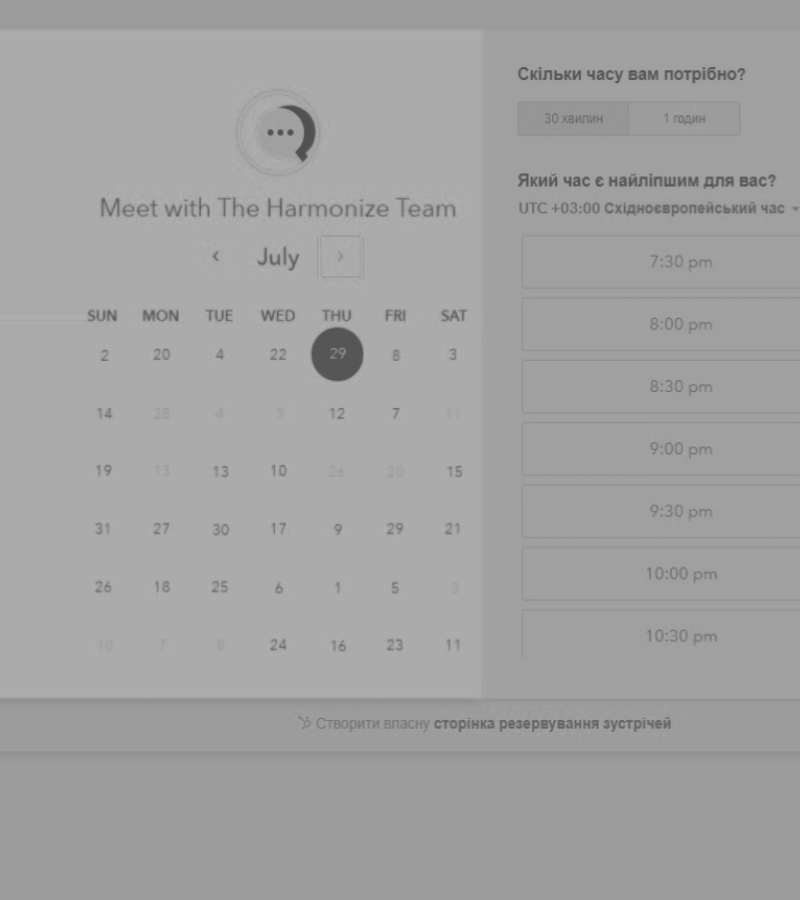 Meet with The Harmonize Team
July
SUN MON TUE WED THU FRI SAT
2 20 4 22 29 8 3
14 28 4 3 12 7 11
19 13 13 10 26 20 15
31 27 30 17 9 29 21
26 18 25 6 1 5 3
10 7 8 24 16 23 11
Скільки часу вам потрібно?
30 хвилин 1 годин
Який час є найліпшим для вас?
UTC +03:00 Східноєвропейський час
7:30 pm
8:00 pm
8:30 pm
9:00 pm
9:30 pm
10:00 pm
10:30 pm
Створити власну сторінка резервування зустрічей